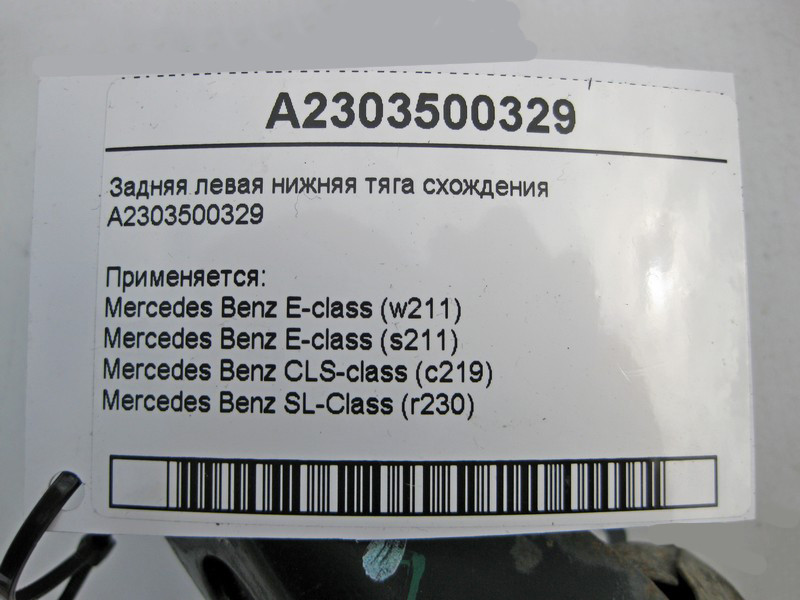 A2303500329
Задняя левая нижняя тяга схождения
A2303500329
Применяется:
Mercedes Benz E-class (w211)
Mercedes Benz E-class (s211)
Mercedes Benz CLS-class (c219)
Mercedes Benz SL-Class (r230)